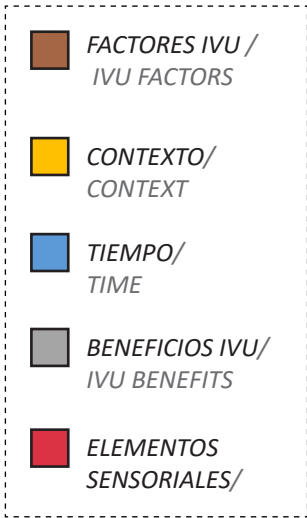 FACTORES IVU /
IVU FACTORS
CONTEXTO/
CONTEXT
TIEMPO/
TIME
BENEFICIOS IVU/
IVU BENEFITS
ELEMENTOS
SENSORIALES/